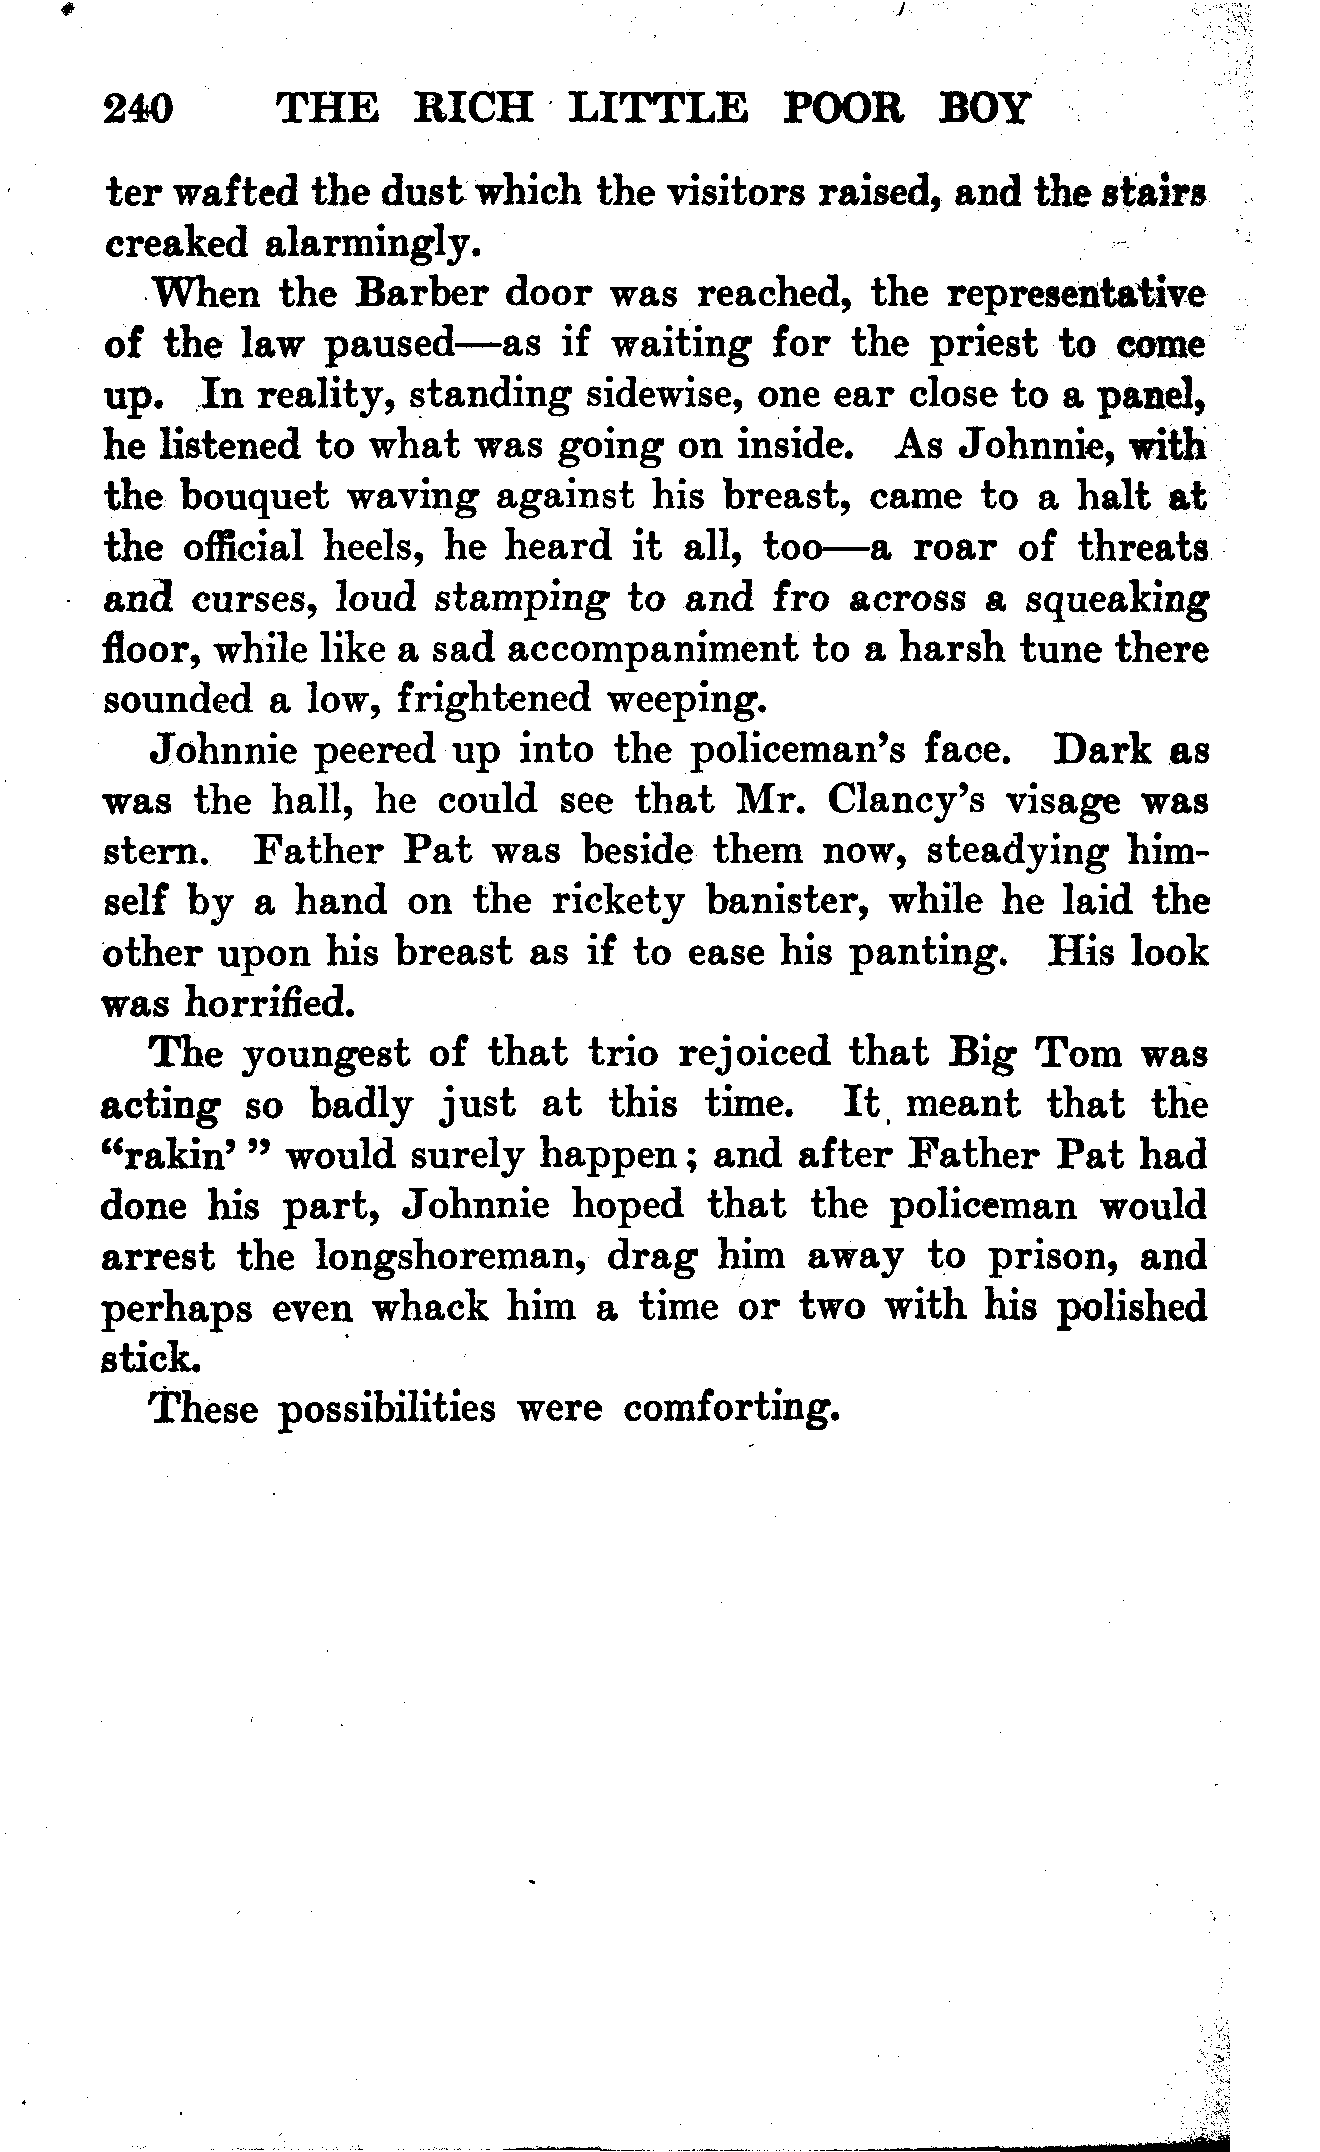 240 THE RICH LITTLE POOR BOY
ter wafted the dust which the visitors raised, and the stairs
creaked alarmingly.
When the Barber door was reached, the representative
of the law paused—as if waiting for the priest to come
up. In reality, standing sidewise, one ear close to a panel,
he listened to what was going on inside. As Johnnie, with
the bouquet waving against his breast, came to a halt at
the official heels, he heard it all, too—a roar of threats
and curses, loud stamping to and fro across a squeaking
floor, while like a sad accompaniment to a harsh tune there
sounded a low, frightened weeping.
Johnnie peered up into the policeman's face. Dark as
was the hall, he could see that Mr. Clancy's visage was
stern. Father Pat was beside them now, steadying him-
self by a hand on the rickety banister, while he laid the
other upon his breast as if to ease his panting. His look
was horrified.
The youngest of that trio rejoiced that Big Tom was
acting so badly just at this time. It meant that the
“rakin’ ” would surely happen; and after Father Pat had
done his part, Johnnie hoped that the policeman would
arrest the longshoreman, drag him away to prison, and
perhaps even whack him a time or two with his polished
stick.
These possibilities were comforting.